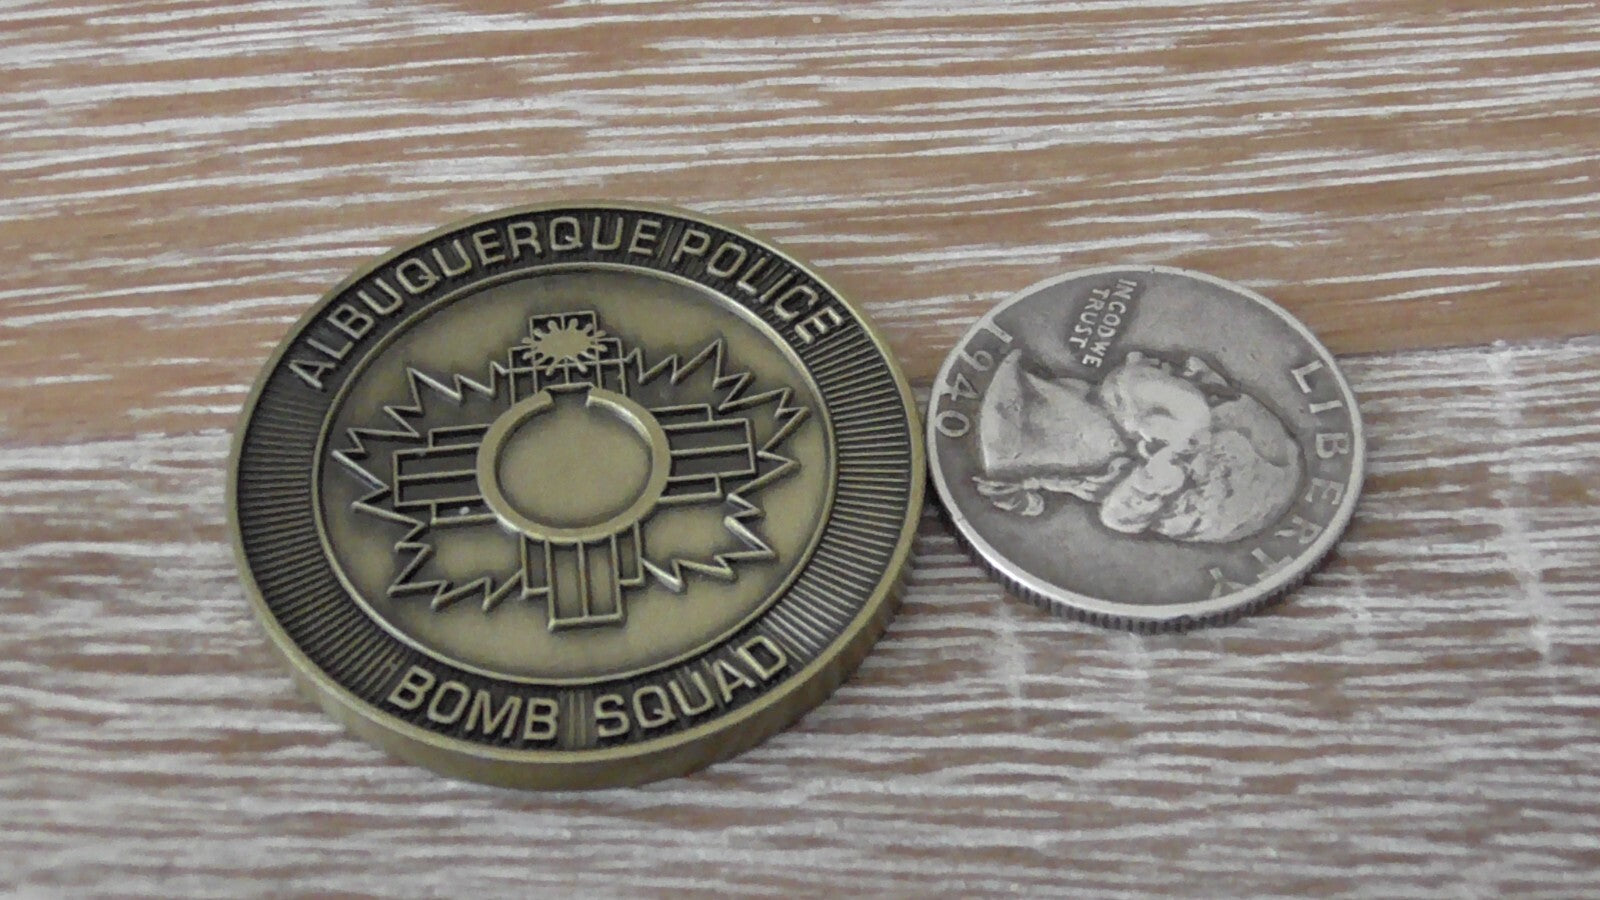 ALBUQUERQUE POLICE
BOMB SQUAD
LIBERTY
IN GOD WE
TRUST
1940